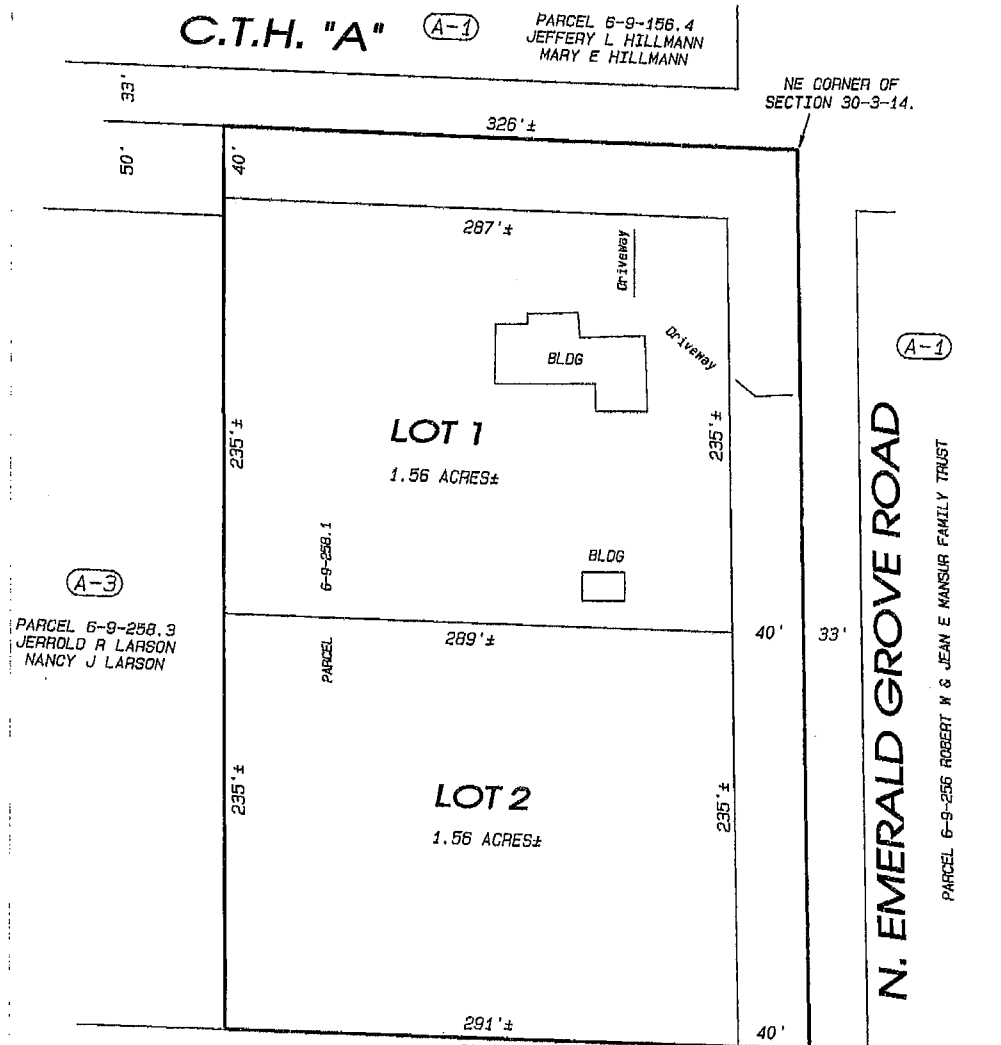 C.T.H. "A"
A-1
PARCEL 6-9-156.4
JEFFERY L HILLMANN
MARY E HILLMANN
NE CORNER OF
SECTION 30-3-14.
33'
326'±
50'
40'
287'±
Driveway
Driveway
BLDG
A-1
LOT 1
1.56 ACRES±
235'±
235'±
6-9-258.1
BLDG
A-3
PARCEL 6-9-258.3
JERROLD R LARSON
NANCY J LARSON
PARCEL
289'±
40'
33'
N. EMERALD GROVE ROAD
PARCEL 6-9-256 ROBERT W & JEAN E MANSUR FAMILY TRUST
235'±
235'±
LOT 2
1.56 ACRES±
291'±
40'